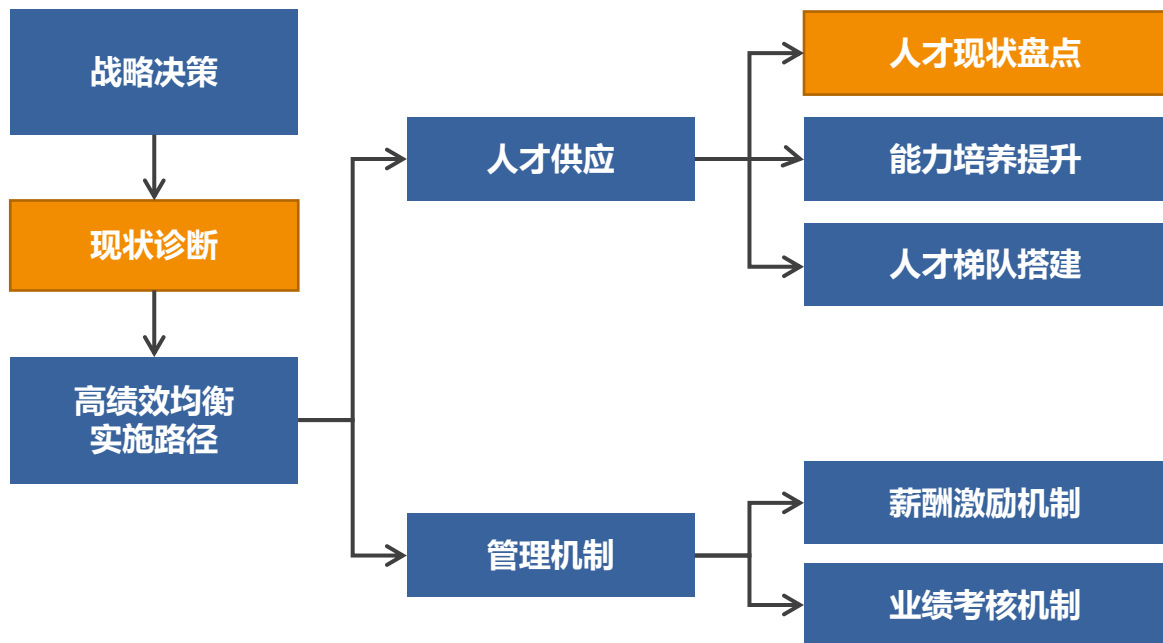 战略决策
现状诊断
高绩效均衡
实施路径
人才供应
管理机制
人才现状盘点
能力培养提升
人才梯队搭建
薪酬激励机制
业绩考核机制